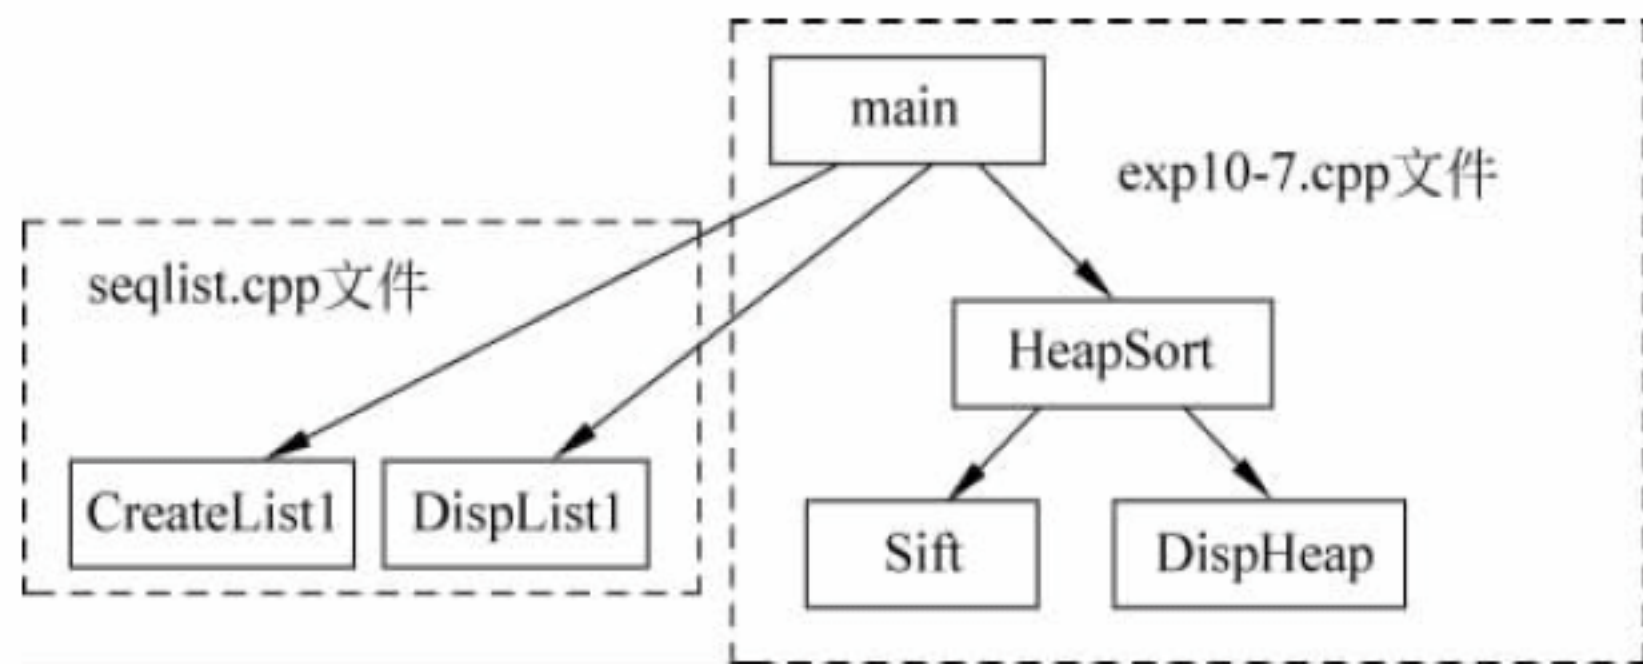 main
exp10-7.cpp文件
seqlist.cpp文件
HeapSort
CreateList1
DispList1
Sift
DispHeap